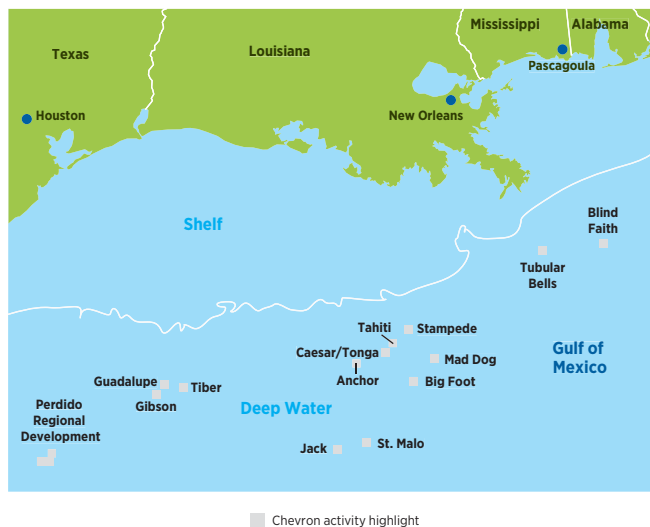 Mississippi
Alabama
Texas
Louisiana
Pascagoula
Houston
New Orleans
Shelf
Blind
Faith
Tubular
Bells
Tahiti
Stampede
Caesar/Tonga
Mad Dog
Gulf of
Mexico
Anchor
Big Foot
Guadalupe
Tiber
Gibson
Deep Water
Perdido
Regional
Development
Jack
St. Malo
Chevron activity highlight